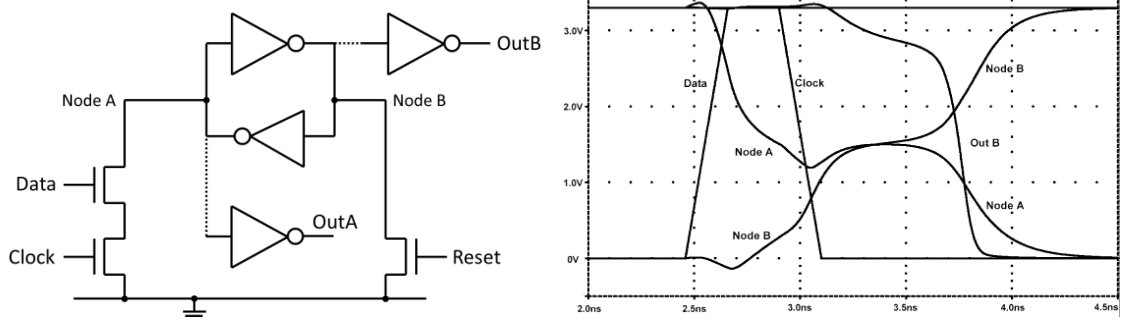 OutB
Node A
Node B
Data
OutA
Clock
Reset
3.0V
2.0V
1.0V
0V
Data
Clock
Node B
Node A
Out B
Node A
Node B
2.0ns
2.5ns
3.0ns
3.5ns
4.0ns
4.5ns